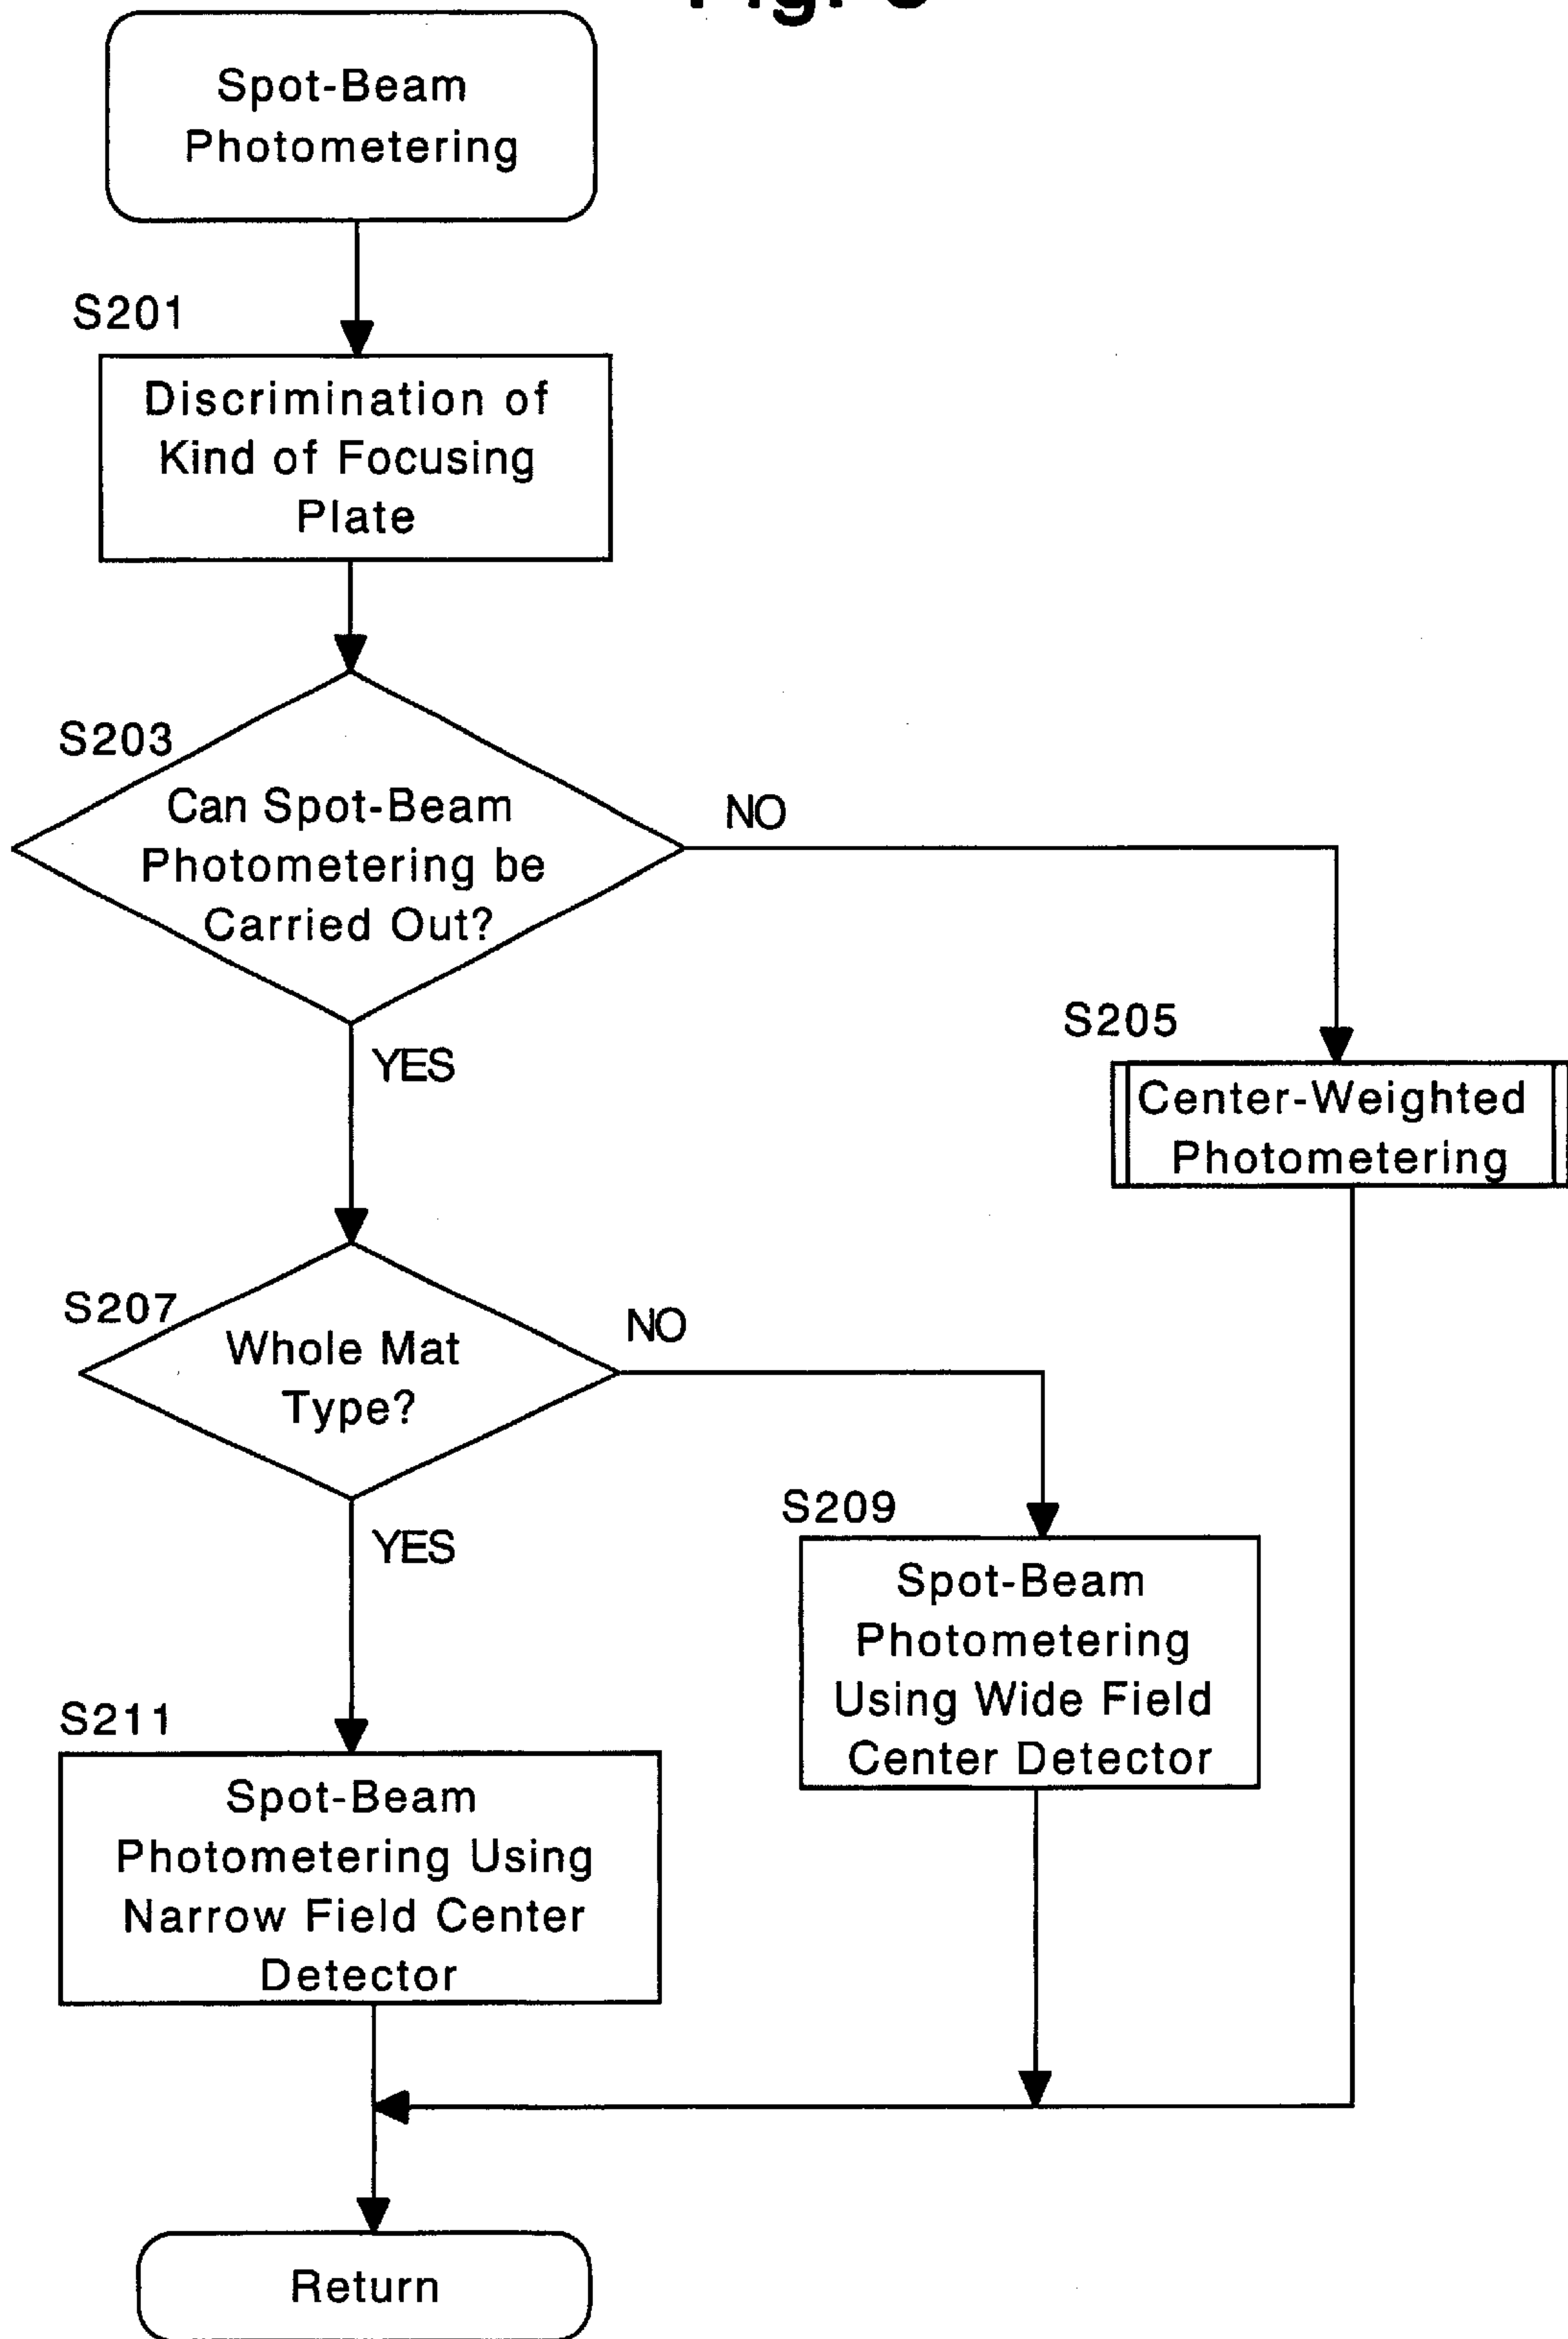 Spot-Beam
Photometering
S201
Discrimination of
Kind of Focusing
Plate
S203
Can Spot-Beam
Photometering be
Carried Out?
NO
YES
S205
Center-Weighted
Photometering
S207
Whole Mat
Type?
NO
YES
S209
Spot-Beam
Photometering
Using Wide Field
Center Detector
S211
Spot-Beam
Photometering Using
Narrow Field Center
Detector
Return